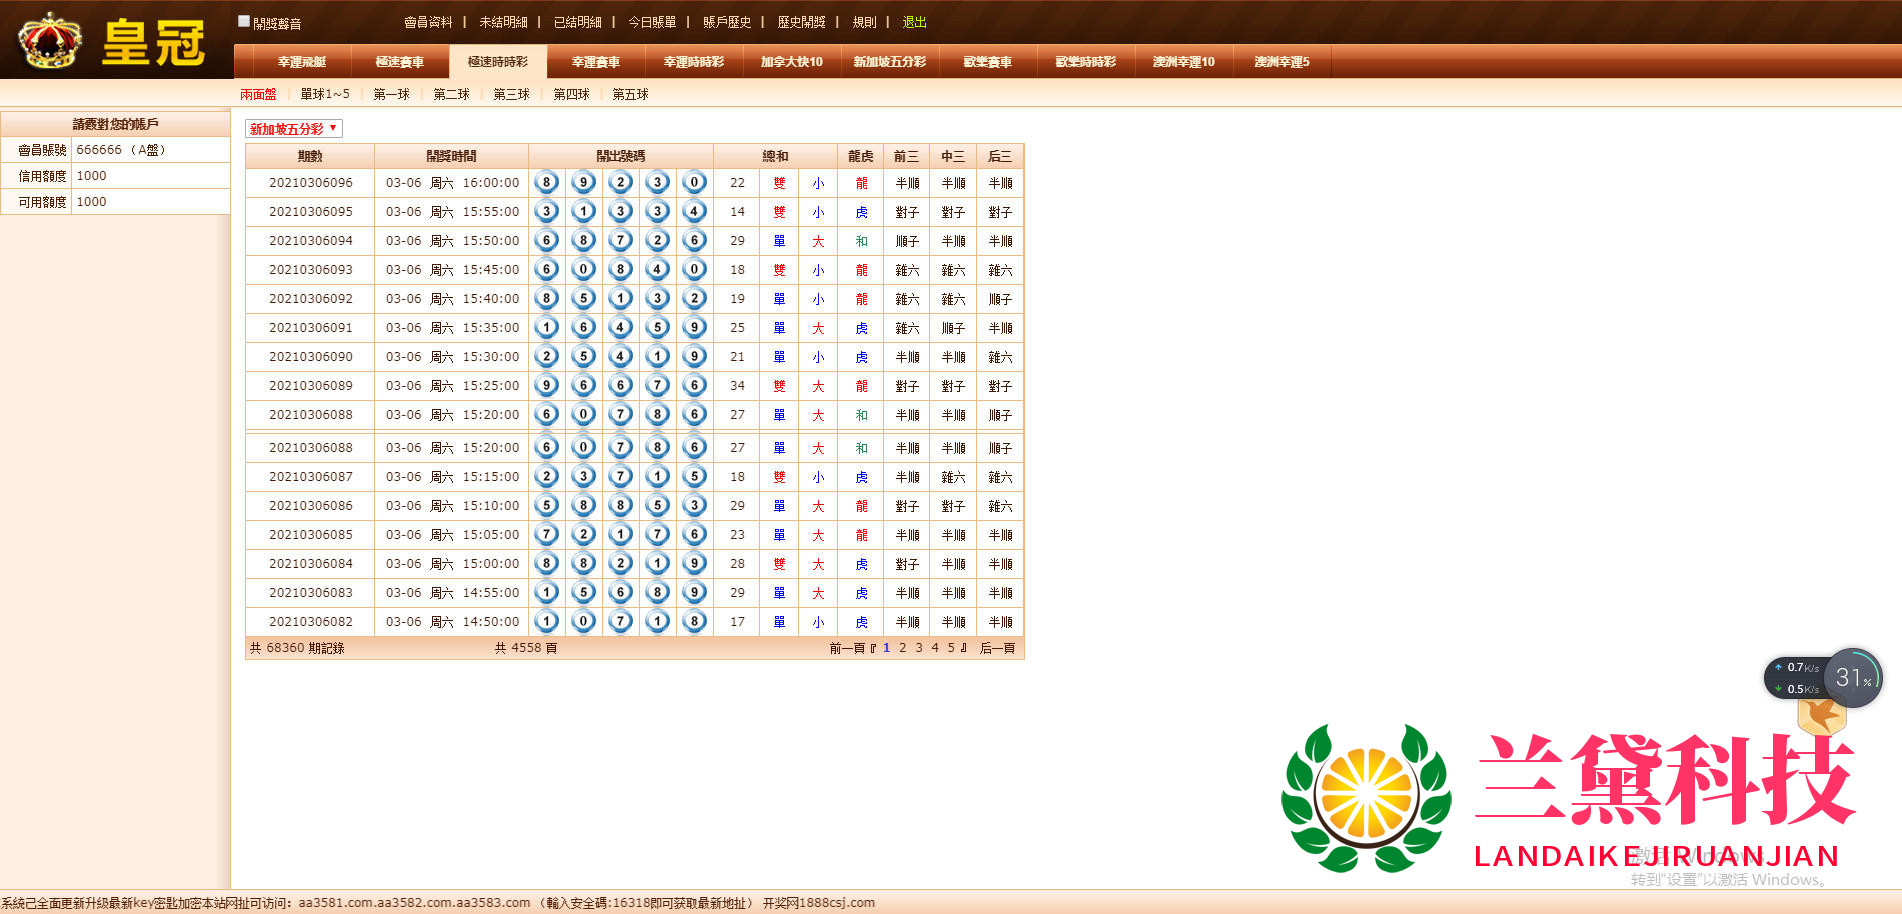 皇冠
開獎聲音 會員資料 | 未結明細 | 已結明細 | 今日賬單 | 賬戶歷史 | 歷史開獎 | 規則 | 退出
幸運飛艇 極速賽車 極速時時彩 幸運賽車 幸運時時彩 加拿大快10 新加坡五分彩 歡樂賽車 歡樂時時彩 澳洲幸運10 澳洲幸運5
兩面盤 單球1~5 第一球 第二球 第三球 第四球 第五球
請覈對您的帳戶
會員賬號 666666 (A盤)
信用額度 1000
可用額度 1000
新加坡五分彩
期數 開獎時間 開出號碼 總和 龍虎 前三 中三 后三
20210306096 03-06 周六 16:00:00 8 9 2 3 0 22 雙 小 龍 半順 半順 半順
20210306095 03-06 周六 15:55:00 3 1 3 3 4 14 雙 小 虎 對子 對子 對子
20210306094 03-06 周六 15:50:00 6 8 7 2 6 29 單 大 和 順子 半順 半順
20210306093 03-06 周六 15:45:00 6 0 8 4 0 18 雙 小 龍 雜六 雜六 雜六
20210306092 03-06 周六 15:40:00 8 5 1 3 2 19 單 小 龍 雜六 雜六 順子
20210306091 03-06 周六 15:35:00 1 6 4 5 9 25 單 大 虎 雜六 順子 半順
20210306090 03-06 周六 15:30:00 2 5 4 1 9 21 單 小 虎 半順 半順 雜六
20210306089 03-06 周六 15:25:00 9 6 6 7 6 34 雙 大 龍 對子 對子 對子
20210306088 03-06 周六 15:20:00 6 0 7 8 6 27 單 大 和 半順 半順 順子
20210306088 03-06 周六 15:20:00 6 0 7 8 6 27 單 大 和 半順 半順 順子
20210306087 03-06 周六 15:15:00 2 3 7 1 5 18 雙 小 虎 半順 雜六 雜六
20210306086 03-06 周六 15:10:00 5 8 8 5 3 29 單 大 龍 對子 對子 雜六
20210306085 03-06 周六 15:05:00 7 2 1 7 6 23 單 大 龍 半順 半順 半順
20210306084 03-06 周六 15:00:00 8 8 2 1 9 28 雙 大 虎 對子 半順 半順
20210306083 03-06 周六 14:55:00 1 5 6 8 9 29 單 大 虎 半順 半順 半順
20210306082 03-06 周六 14:50:00 1 0 7 1 8 17 單 小 虎 半順 半順 半順
共 68360 期記錄 共 4558 頁 前一頁『 1 2 3 4 5 』 后一頁
0.7K/s
0.5K/s
31%
兰黛科技
LANDAIKEJIRUANJIAN
激活 Windows
转到"设置"以激活 Windows。
系統己全面更新升級最新key密匙加密本站网址可访问：aa3581.com.aa3582.com.aa3583.com （輸入安全碼:16318即可获取最新地址） 开奖网1888csj.com